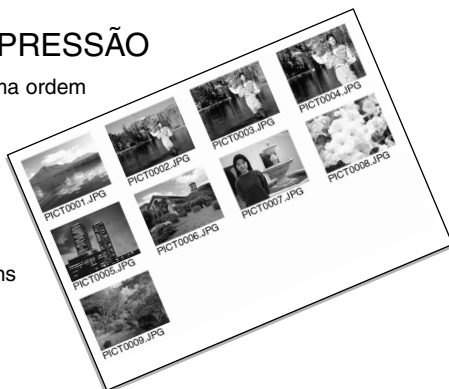 PRESSÃO
na ordem
PICT0001.JPG
PICT0002.JPG
PICT0003.JPG
PICT0004.JPG
PICT0005.JPG
PICT0006.JPG
PICT0007.JPG
PICT0008.JPG
ns
PICT0009.JPG